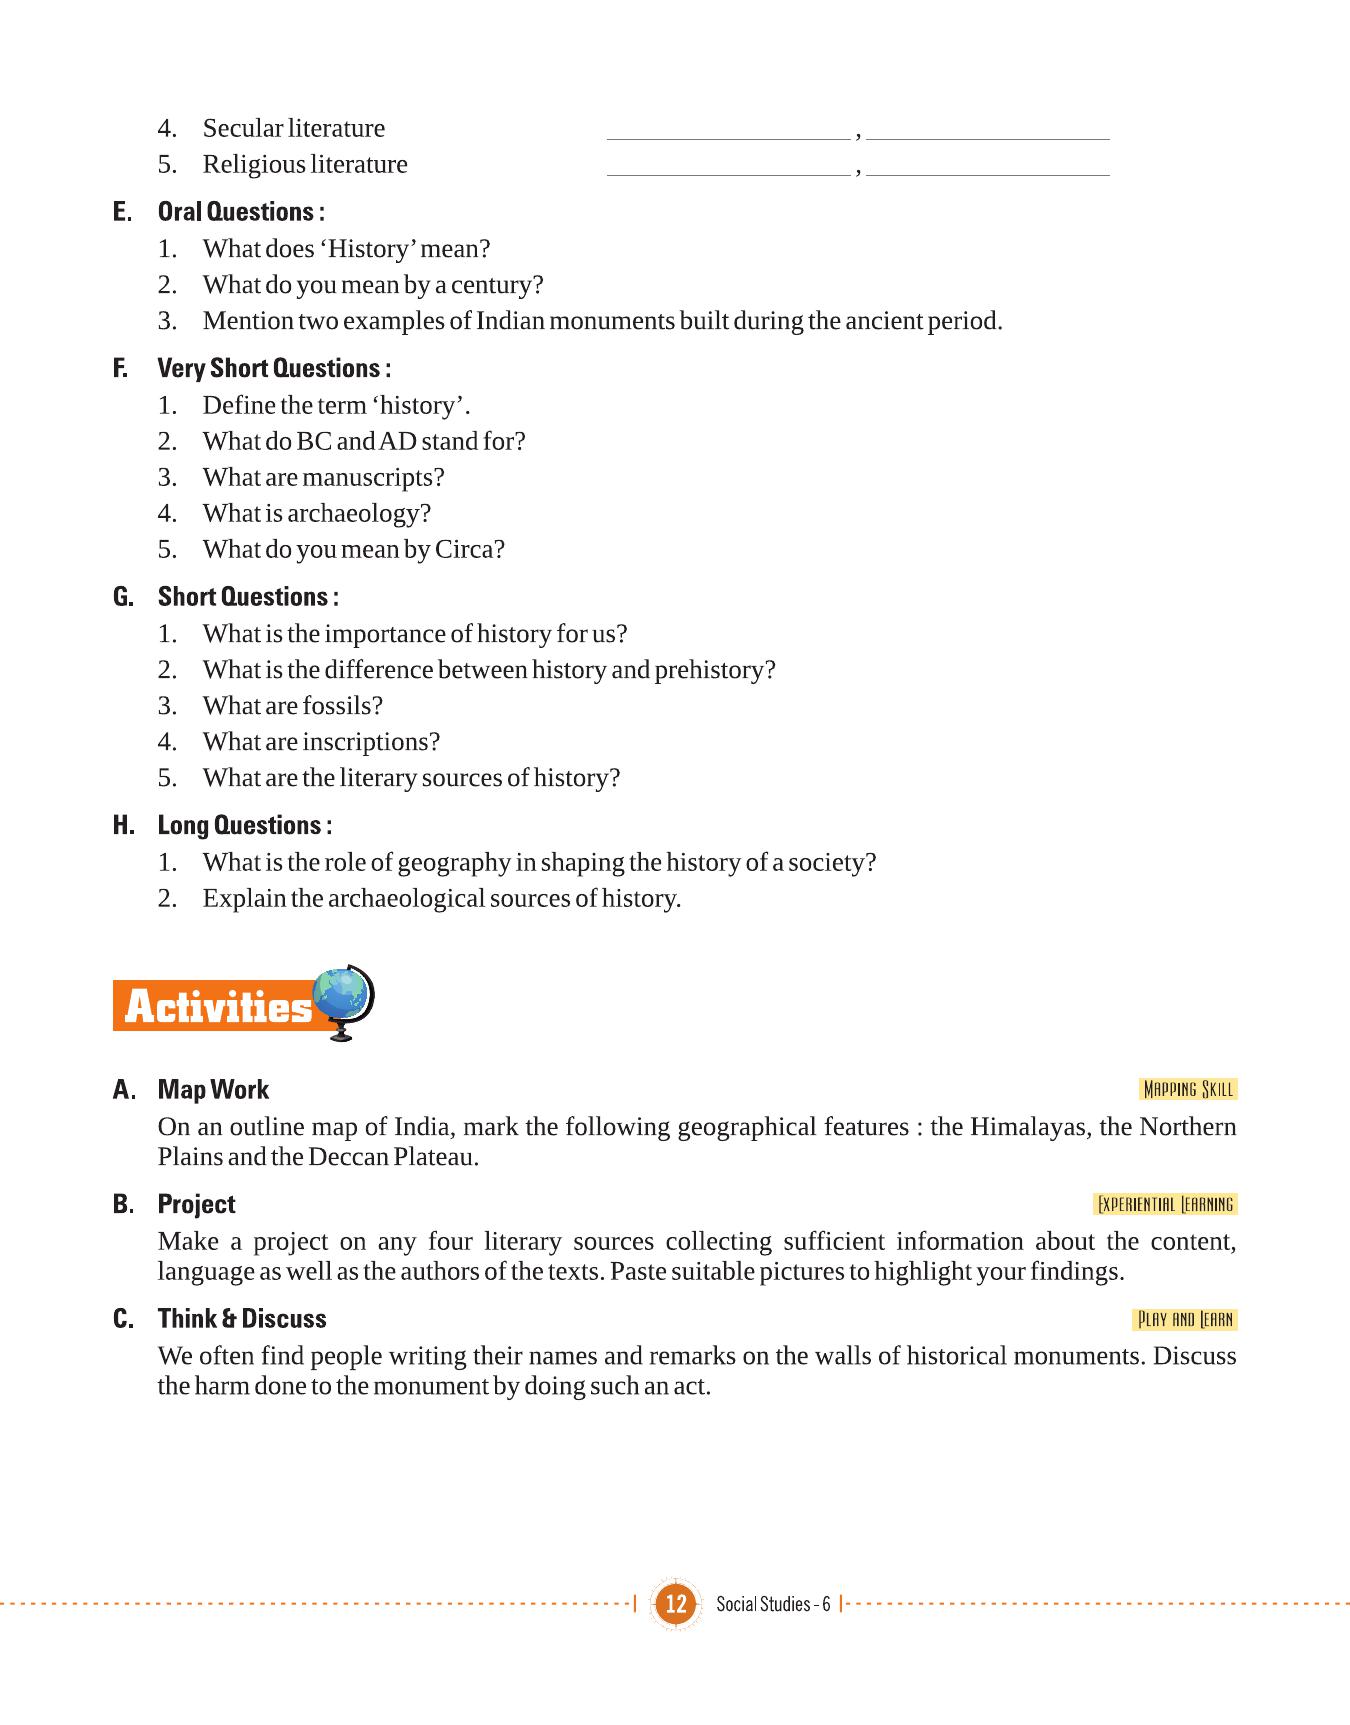 4. Secular literature ____________________ , ____________________
5. Religious literature ____________________ , ____________________
E. Oral Questions :
1. What does ‘History’ mean?
2. What do you mean by a century?
3. Mention two examples of Indian monuments built during the ancient period.
F. Very Short Questions :
1. Define the term ‘history’.
2. What do BC and AD stand for?
3. What are manuscripts?
4. What is archaeology?
5. What do you mean by Circa?
G. Short Questions :
1. What is the importance of history for us?
2. What is the difference between history and prehistory?
3. What are fossils?
4. What are inscriptions?
5. What are the literary sources of history?
H. Long Questions :
1. What is the role of geography in shaping the history of a society?
2. Explain the archaeological sources of history.
Activities
A. Map Work Mapping Skill
On an outline map of India, mark the following geographical features : the Himalayas, the Northern
Plains and the Deccan Plateau.
B. Project Experiential Learning
Make a project on any four literary sources collecting sufficient information about the content,
language as well as the authors of the texts. Paste suitable pictures to highlight your findings.
C. Think & Discuss Play and Learn
We often find people writing their names and remarks on the walls of historical monuments. Discuss
the harm done to the monument by doing such an act.
12 Social Studies - 6